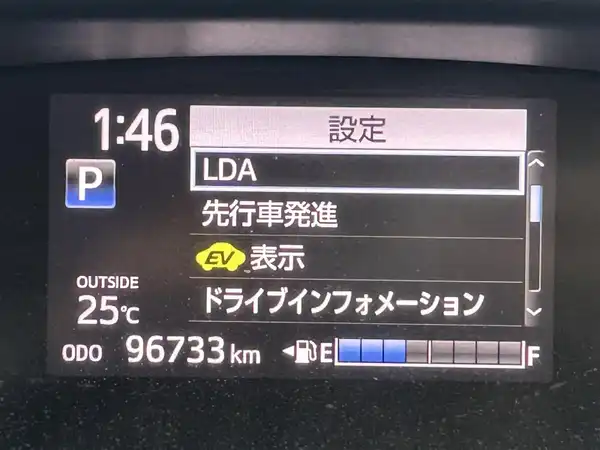 1:46
設定
P
LDA
先行車発進
EV 表示
OUTSIDE
25℃
ドライブインフォメーション
ODO 96733 km
E F